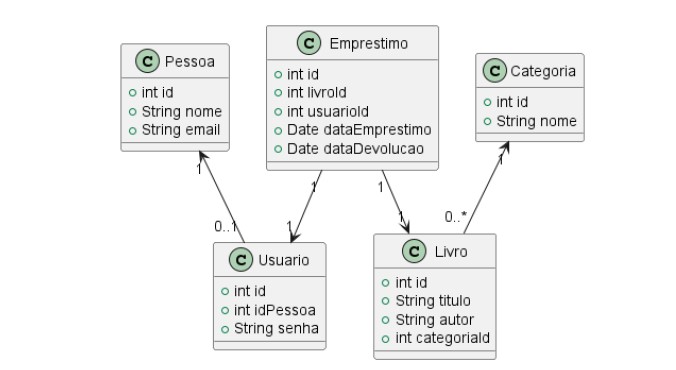 C Pessoa
int id
String nome
String email
C Emprestimo
int id
int livroId
int usuarioId
Date dataEmprestimo
Date dataDevolucao
C Categoria
int id
String nome
1
1
1
1
0..1
1
1
0..*
C Usuario
int id
int idPessoa
String senha
C Livro
int id
String titulo
String autor
int categoriaId